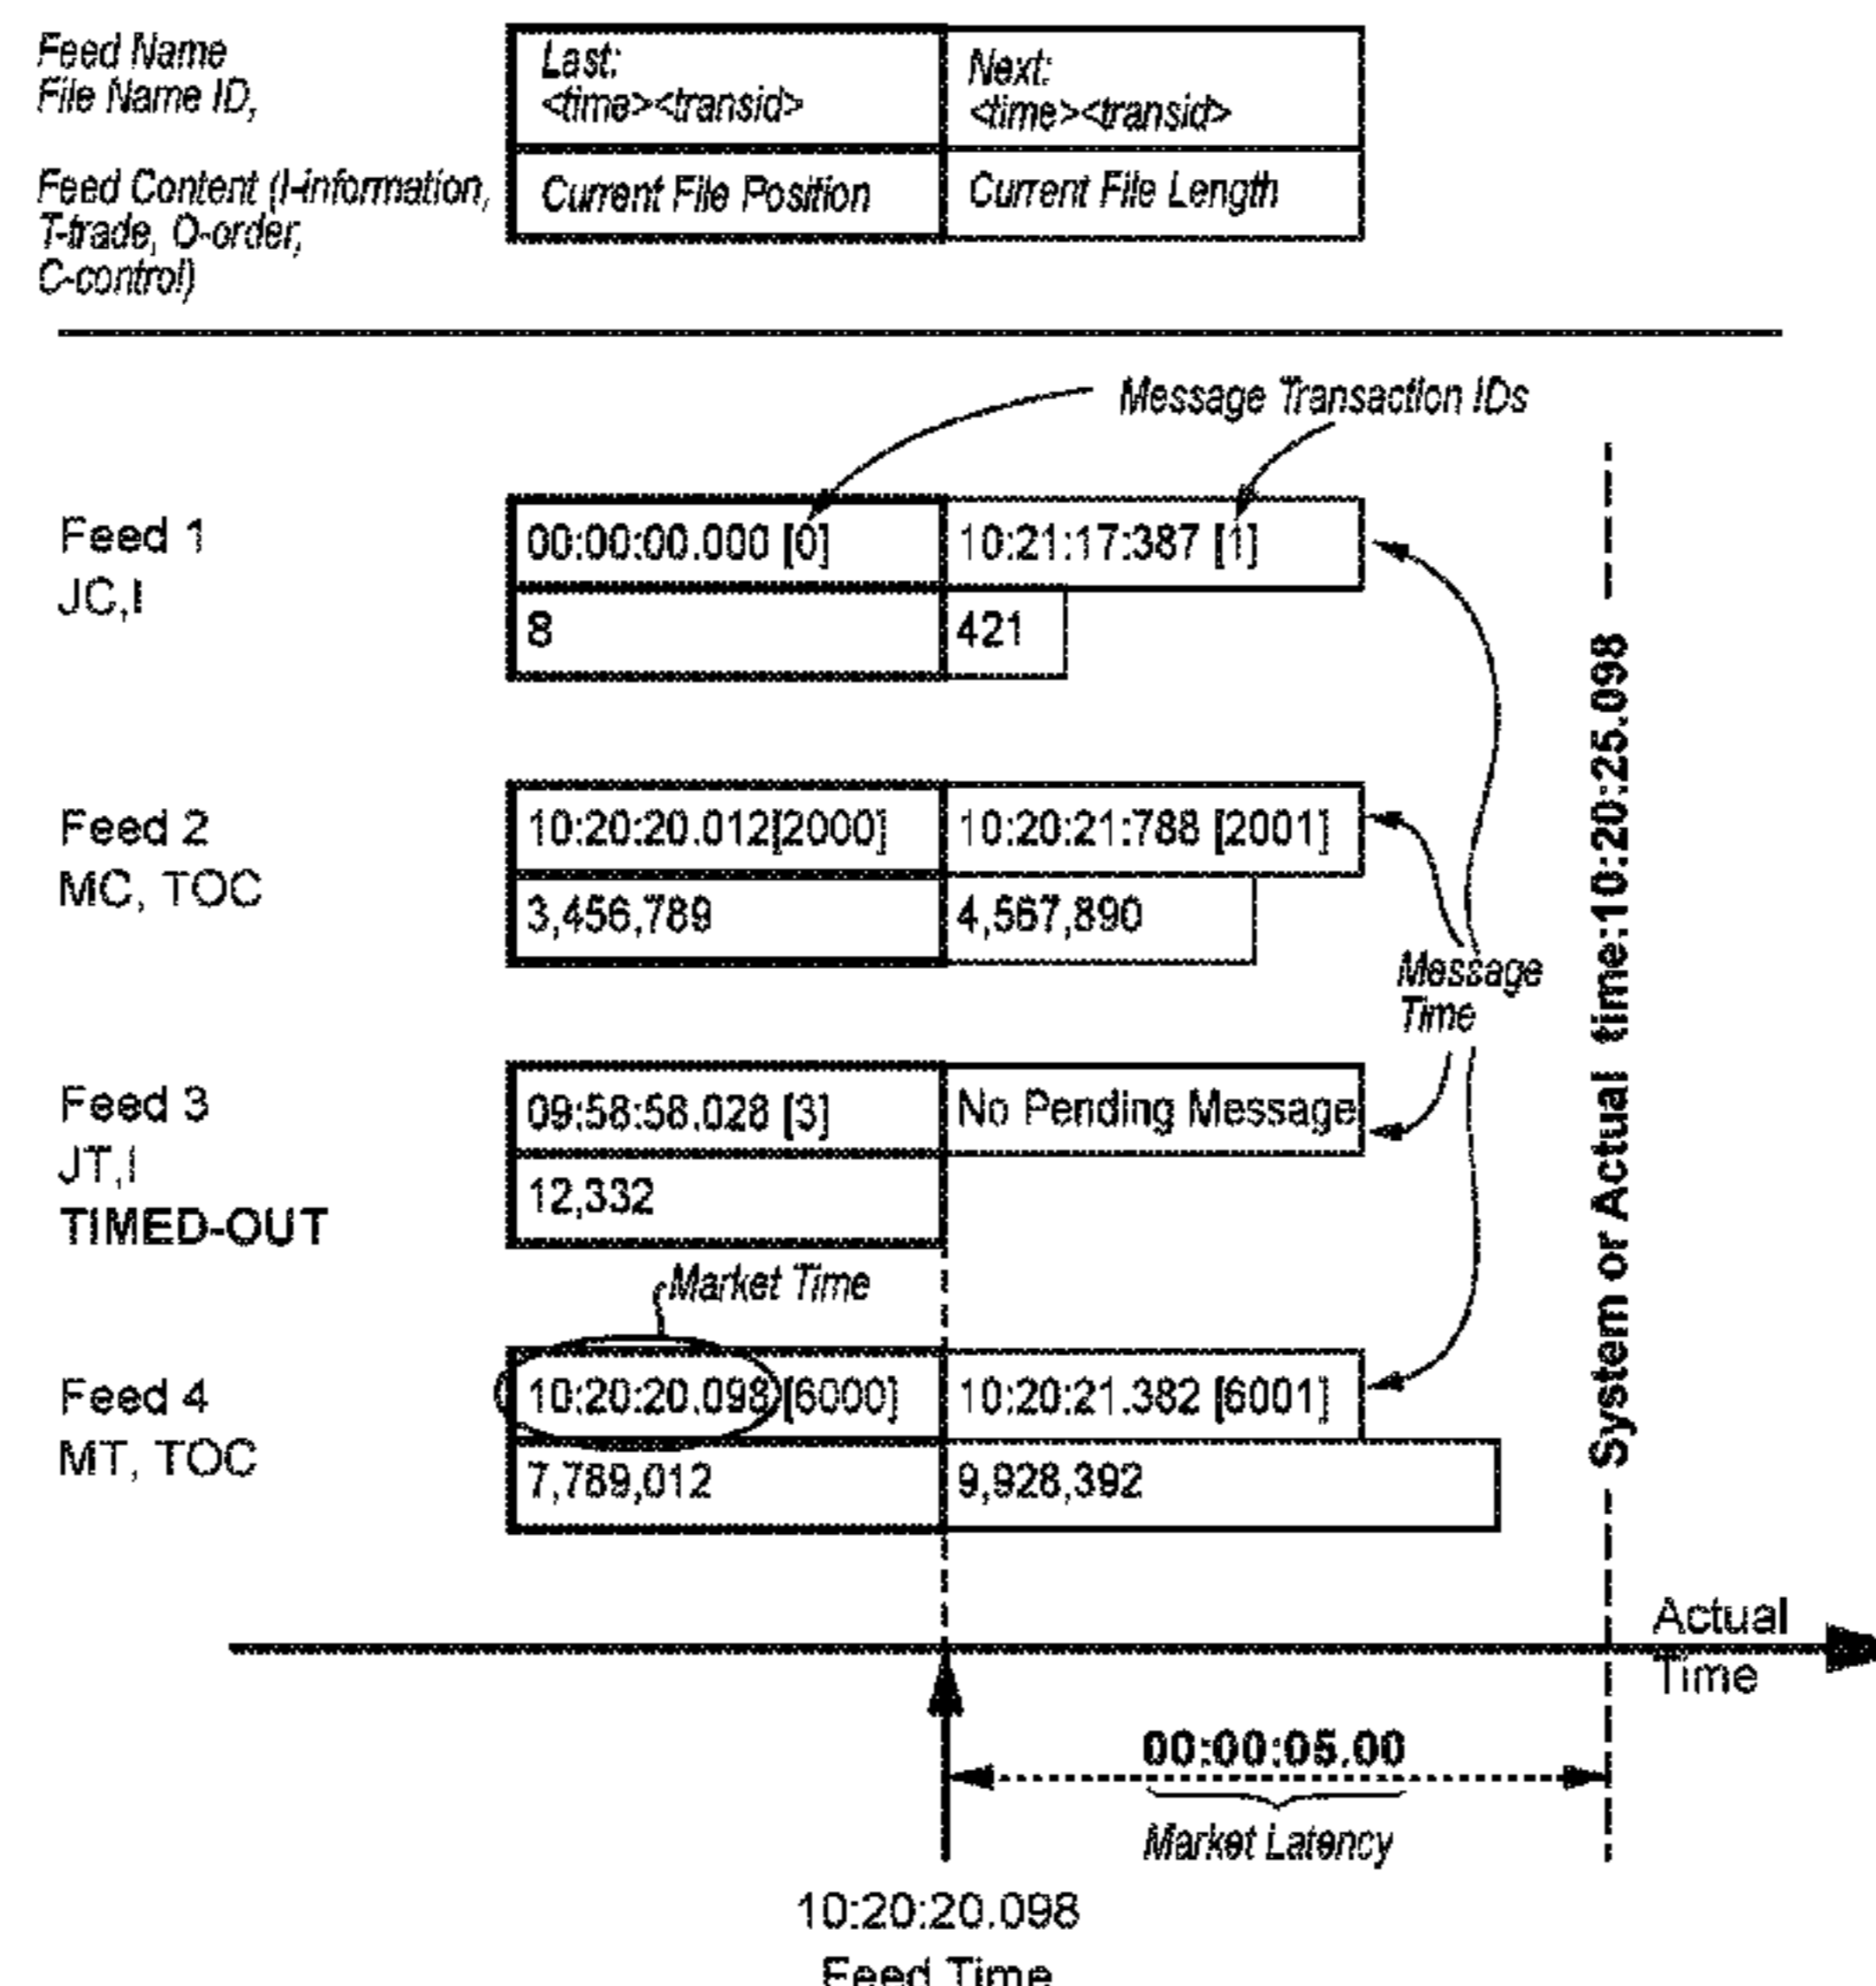 Feed Name
File Name ID,
Feed Content (I-information,
T-trade, O-order,
C-control)
Last:
<time><transid>
Next:
<time><transid>
Current File Position
Current File Length
Message Transaction IDs
Feed 1
JC,I
00:00:00.000 [0]
10:21:17:387 [1]
8
421
Feed 2
MC, TOC
10:20:20.012[2000]
10:20:21:788 [2001]
3,456,789
4,567,890
Message
Time
System or Actual time:10:20:25.098
Feed 3
JT,I
TIMED-OUT
09:58:58.028 [3]
No Pending Message
12,332
Market Time
Feed 4
MT, TOC
10:20:20.098 [6000]
10:20:21.382 [6001]
7,789,012
9,928,392
Actual
Time
00:00:05.00
Market Latency
10:20:20.098
Feed Time